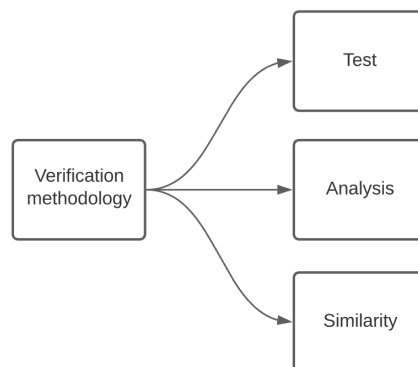 Test
Verification
methodology
Analysis
Similarity